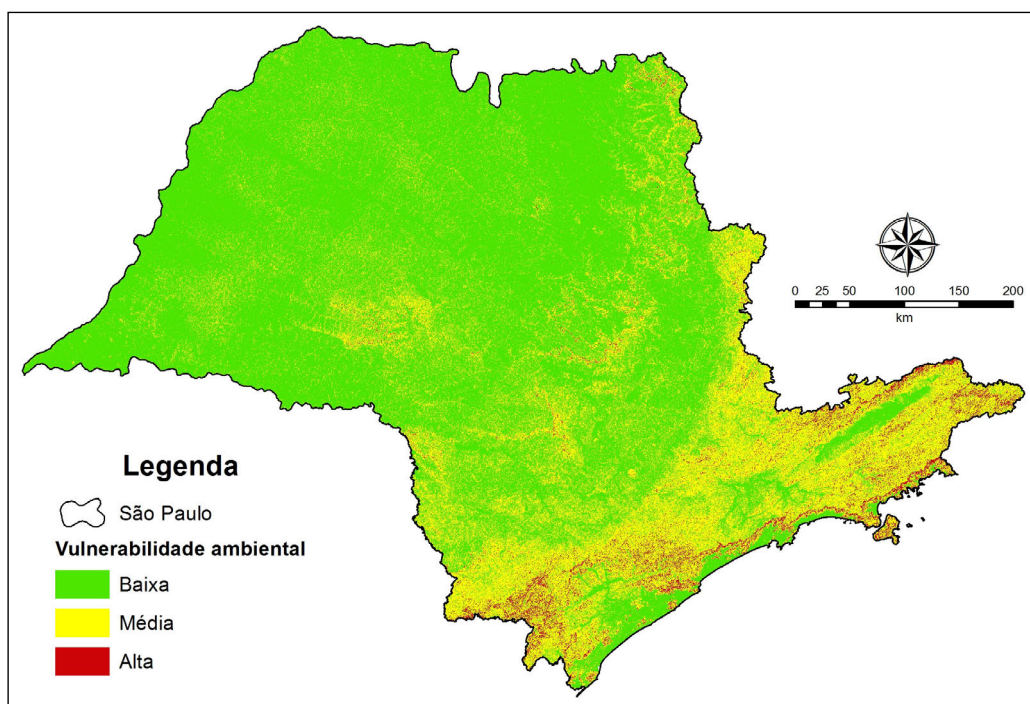 0 25 50 100 150 200
km
Legenda
São Paulo
Vulnerabilidade ambiental
Baixa
Média
Alta